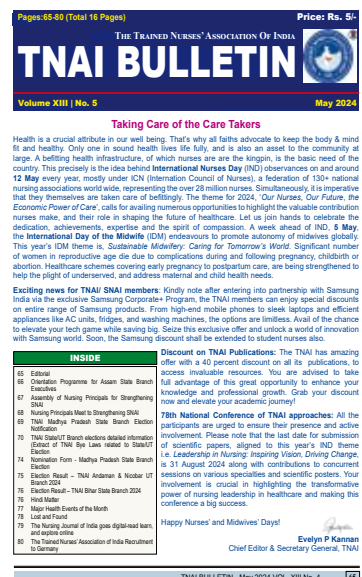 Pages:65-80 (Total 16 Pages)
Price: Rs. 5/-
THE TRAINED NURSES' ASSOCIATION OF INDIA
TNAI BULLETIN
Volume XIII | No. 5
May 2024
Taking Care of the Care Takers
Health is a crucial attribute in our well being. That's why all faiths advocate to keep the body & mind
fit and healthy. Only one in sound health lives life fully, and is also an asset to the community at
large. A befitting health infrastructure, of which nurses are are the kingpin, is the basic need of the
country. This precisely is the idea behind International Nurses Day (IND) observances on and around
12 May every year, mostly under ICN (Internation Council of Nurses), a federation of 130+ national
nursing associations world wide, representing the over 28 million nurses. Simultaneously, it is imperative
that they themselves are taken care of befittingly. The theme for 2024, 'Our Nurses, Our Future, the
Economic Power of Care', calls for availing numerous opportunities to highlight the valuable contribution
nurses make, and their role in shaping the future of healthcare. Let us join hands to celebrate the
dedication, achievements, expertise and the spirit of compassion. A week ahead of IND, 5 May,
the International Day of the Midwife (IDM) endeavours to promote autonomy of midwives globally.
This year's IDM theme is, Sustainable Midwifery: Caring for Tomorrow's World. Significant number
of women in reproductive age die due to complications during and following pregnancy, childbirth or
abortion. Healthcare schemes covering early pregnancy to postpartum care, are being strengthened to
help the plight of underserved, and address maternal and child health needs.
Exciting news for TNAI/ SNAI members: Kindly note after entering into partnership with Samsung
India via the exclusive Samsung Corporate+ Program, the TNAI members can enjoy special discounts
on entire range of Samsung products. From high-end mobile phones to sleek laptops and efficient
appliances like AC units, fridges, and washing machines, the options are limitless. Avail of the chance
to elevate your tech game while saving big. Seize this exclusive offer and unlock a world of innovation
with Samsung world. Soon, the Samsung discount shall be extended to student nurses also.
INSIDE
65 Editorial
66 Orientation Programme for Assam State Branch
Executives
67 Assembly of Nursing Principals for Strengthening
SNAI
68 Nursing Principals Meet to Strengthening SNAI
69 TNAI Madhya Pradesh State Branch Election
Notification
70 TNAI State/UT Branch elections detailed information
(Extract of TNAI Bye Laws related to State/UT
Election
74 Nomination Form - Madhya Pradesh State Branch
Election
75 Election Result – TNAI Andaman & Nicobar UT
Branch 2024
76 Election Result – TNAI Bihar State Branch 2024
76 Hindi Matter
77 Major Health Events of the Month
78 Lost and Found
79 The Nursing Journal of India goes digital-read learn,
and explore online
80 The Trained Nurses' Association of India Recruitment
to Germany
Discount on TNAI Publications: The TNAI has amazing
offer with a 40 percent discount on all its publications, to
access invaluable resources. You are advised to take
full advantage of this great opportunity to enhance your
knowledge and professional growth. Grab your discount
now and elevate your academic journey!
78th National Conference of TNAI approaches: All the
participants are urged to ensure their presence and active
involvement. Please note that the last date for submission
of scientific papers, aligned to this year's IND theme
i.e. Leadership in Nursing: Inspiring Vision, Driving Change,
is 31 August 2024 along with contributions to concurrent
sessions on various specialties and scientific posters. Your
involvement is crucial in highlighting the transformative
power of nursing leadership in healthcare and making this
conference a big success.
Happy Nurses' and Midwives' Days!
Evelyn P Kannan
Chief Editor & Secretary General, TNAI